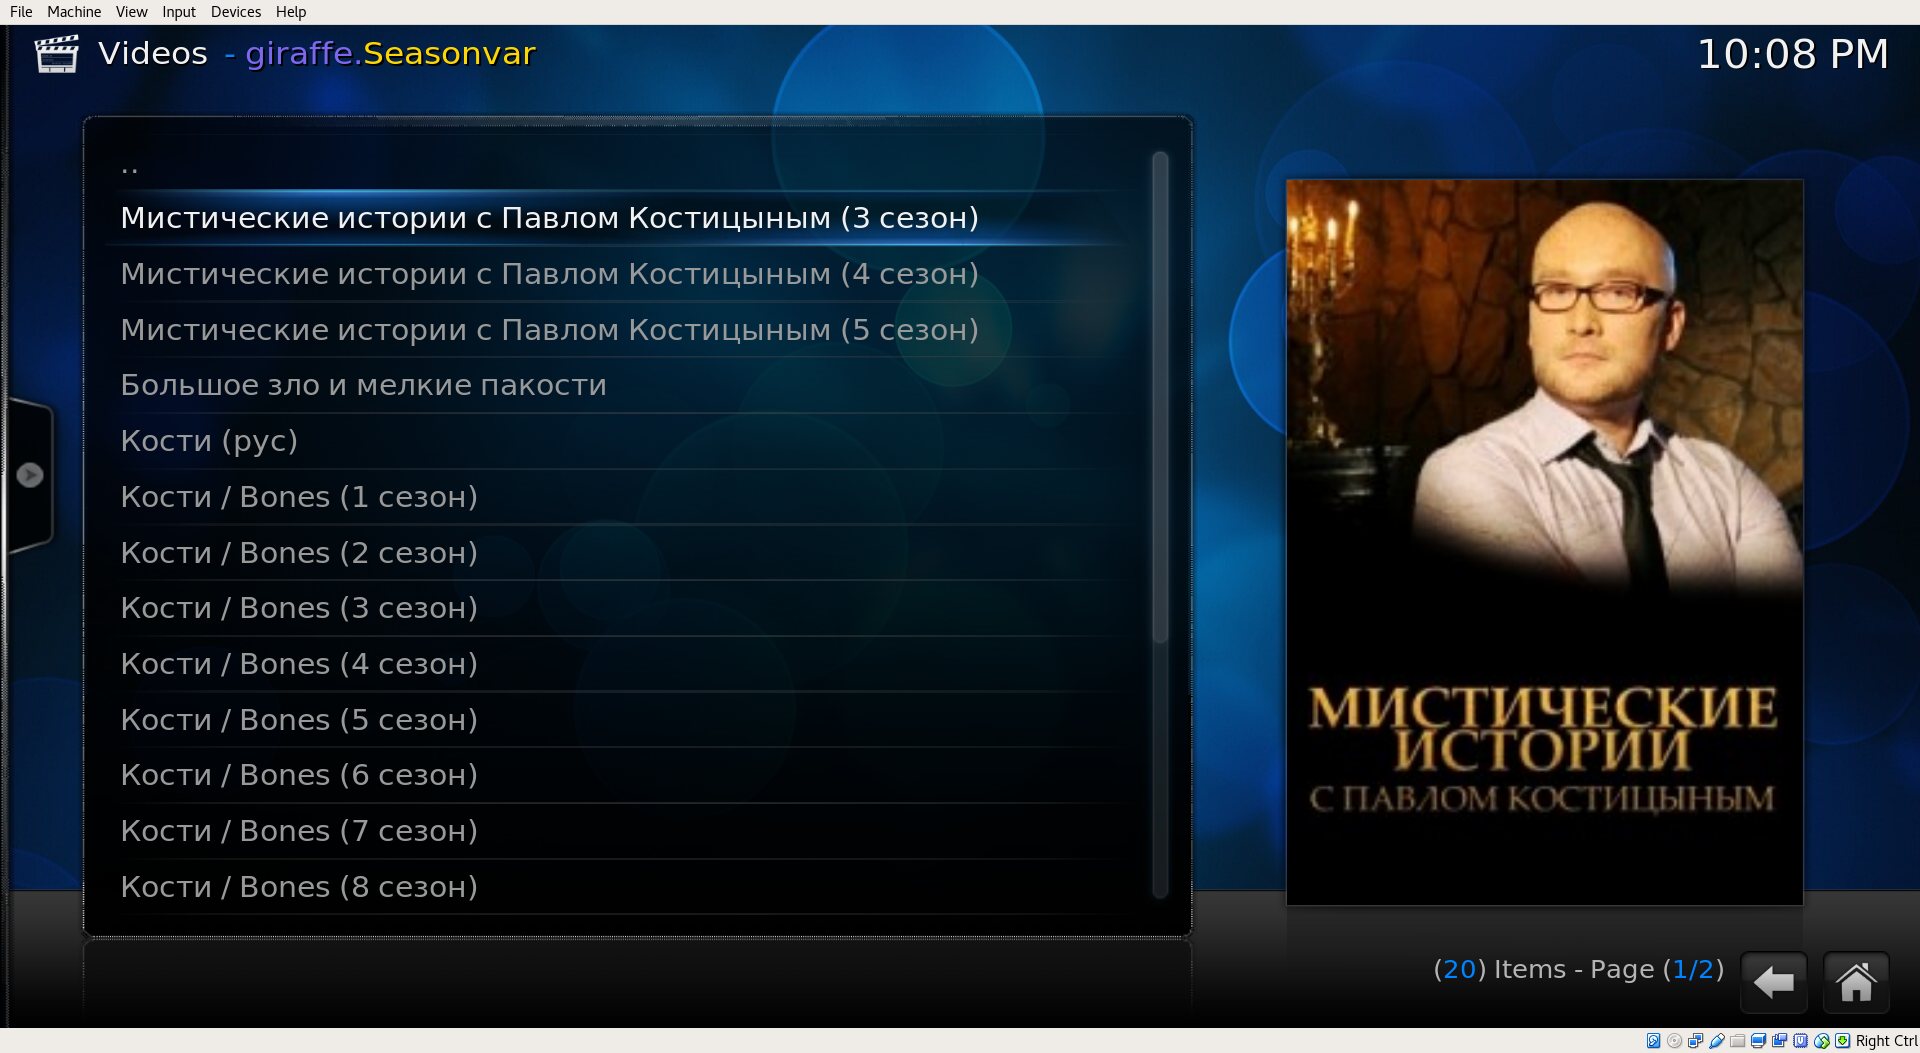 File Machine View Input Devices Help
Videos - giraffe.Seasonvar
10:08 PM
..
Мистические истории с Павлом Костицыным (3 сезон)
Мистические истории с Павлом Костицыным (4 сезон)
Мистические истории с Павлом Костицыным (5 сезон)
Большое зло и мелкие пакости
Кости (рус)
Кости / Bones (1 сезон)
Кости / Bones (2 сезон)
Кости / Bones (3 сезон)
Кости / Bones (4 сезон)
Кости / Bones (5 сезон)
Кости / Bones (6 сезон)
Кости / Bones (7 сезон)
Кости / Bones (8 сезон)
МИСТИЧЕСКИЕ
ИСТОРИИ
С ПАВЛОМ КОСТИЦЫНЫМ
(20) Items - Page (1/2)
Right Ctrl